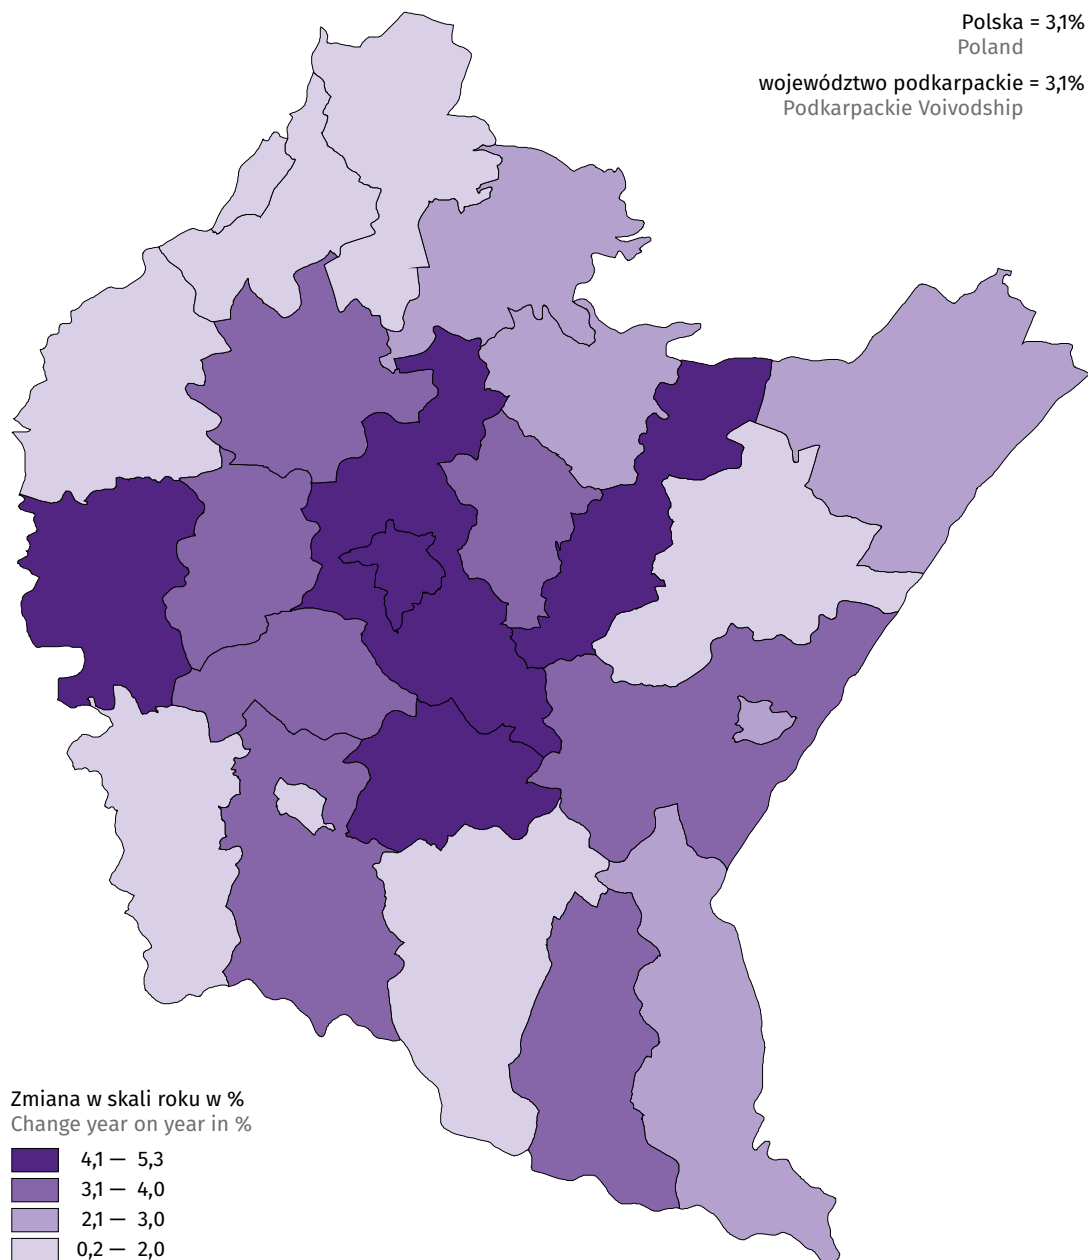 Polska = 3,1%
Poland
województwo podkarpackie = 3,1%
Podkarpackie Voivodship
Zmiana w skali roku w %
Change year on year in %
4,1 — 5,3
3,1 — 4,0
2,1 — 3,0
0,2 — 2,0